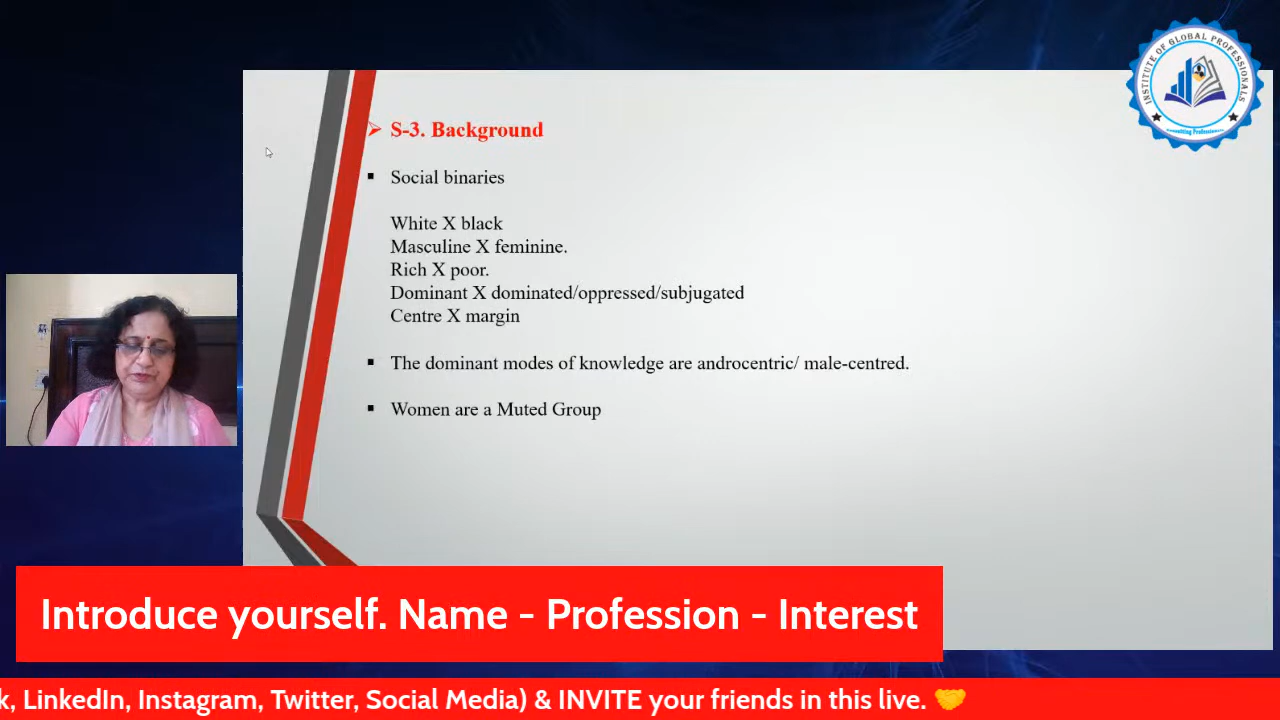 INSTITUTE OF GLOBAL PROFESSIONALS
Consulting Professionals
S-3. Background
Social binaries
White X black
Masculine X feminine.
Rich X poor.
Dominant X dominated/oppressed/subjugated
Centre X margin
The dominant modes of knowledge are androcentric/ male-centred.
Women are a Muted Group
Introduce yourself. Name - Profession - Interest
k, LinkedIn, Instagram, Twitter, Social Media) & INVITE your friends in this live. 🤝